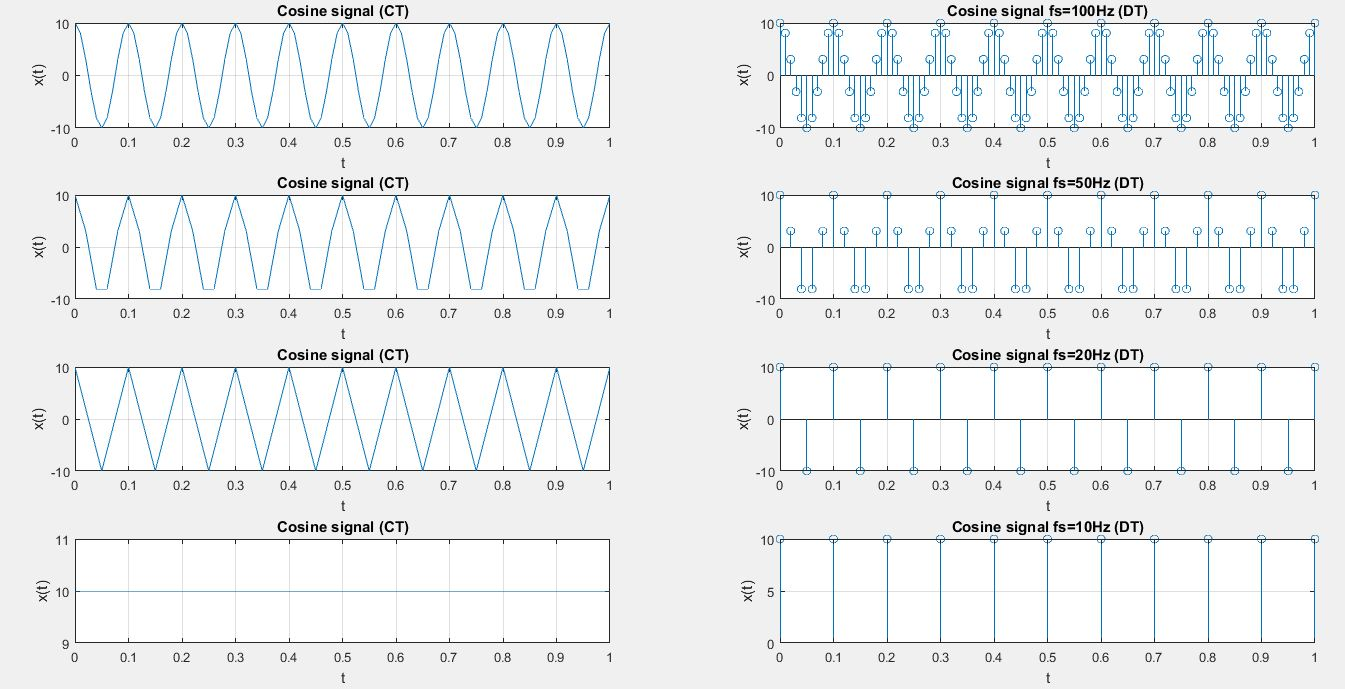 Cosine signal (CT)
10
0
-10
x(t)
0 0.1 0.2 0.3 0.4 0.5 0.6 0.7 0.8 0.9 1
t
Cosine signal fs=100Hz (DT)
10
0
-10
x(t)
0 0.1 0.2 0.3 0.4 0.5 0.6 0.7 0.8 0.9 1
t
Cosine signal (CT)
10
0
-10
x(t)
0 0.1 0.2 0.3 0.4 0.5 0.6 0.7 0.8 0.9 1
t
Cosine signal fs=50Hz (DT)
10
0
-10
x(t)
0 0.1 0.2 0.3 0.4 0.5 0.6 0.7 0.8 0.9 1
t
Cosine signal (CT)
10
0
-10
x(t)
0 0.1 0.2 0.3 0.4 0.5 0.6 0.7 0.8 0.9 1
t
Cosine signal fs=20Hz (DT)
10
0
-10
x(t)
0 0.1 0.2 0.3 0.4 0.5 0.6 0.7 0.8 0.9 1
t
Cosine signal (CT)
11
10
9
x(t)
0 0.1 0.2 0.3 0.4 0.5 0.6 0.7 0.8 0.9 1
t
Cosine signal fs=10Hz (DT)
10
5
0
x(t)
0 0.1 0.2 0.3 0.4 0.5 0.6 0.7 0.8 0.9 1
t